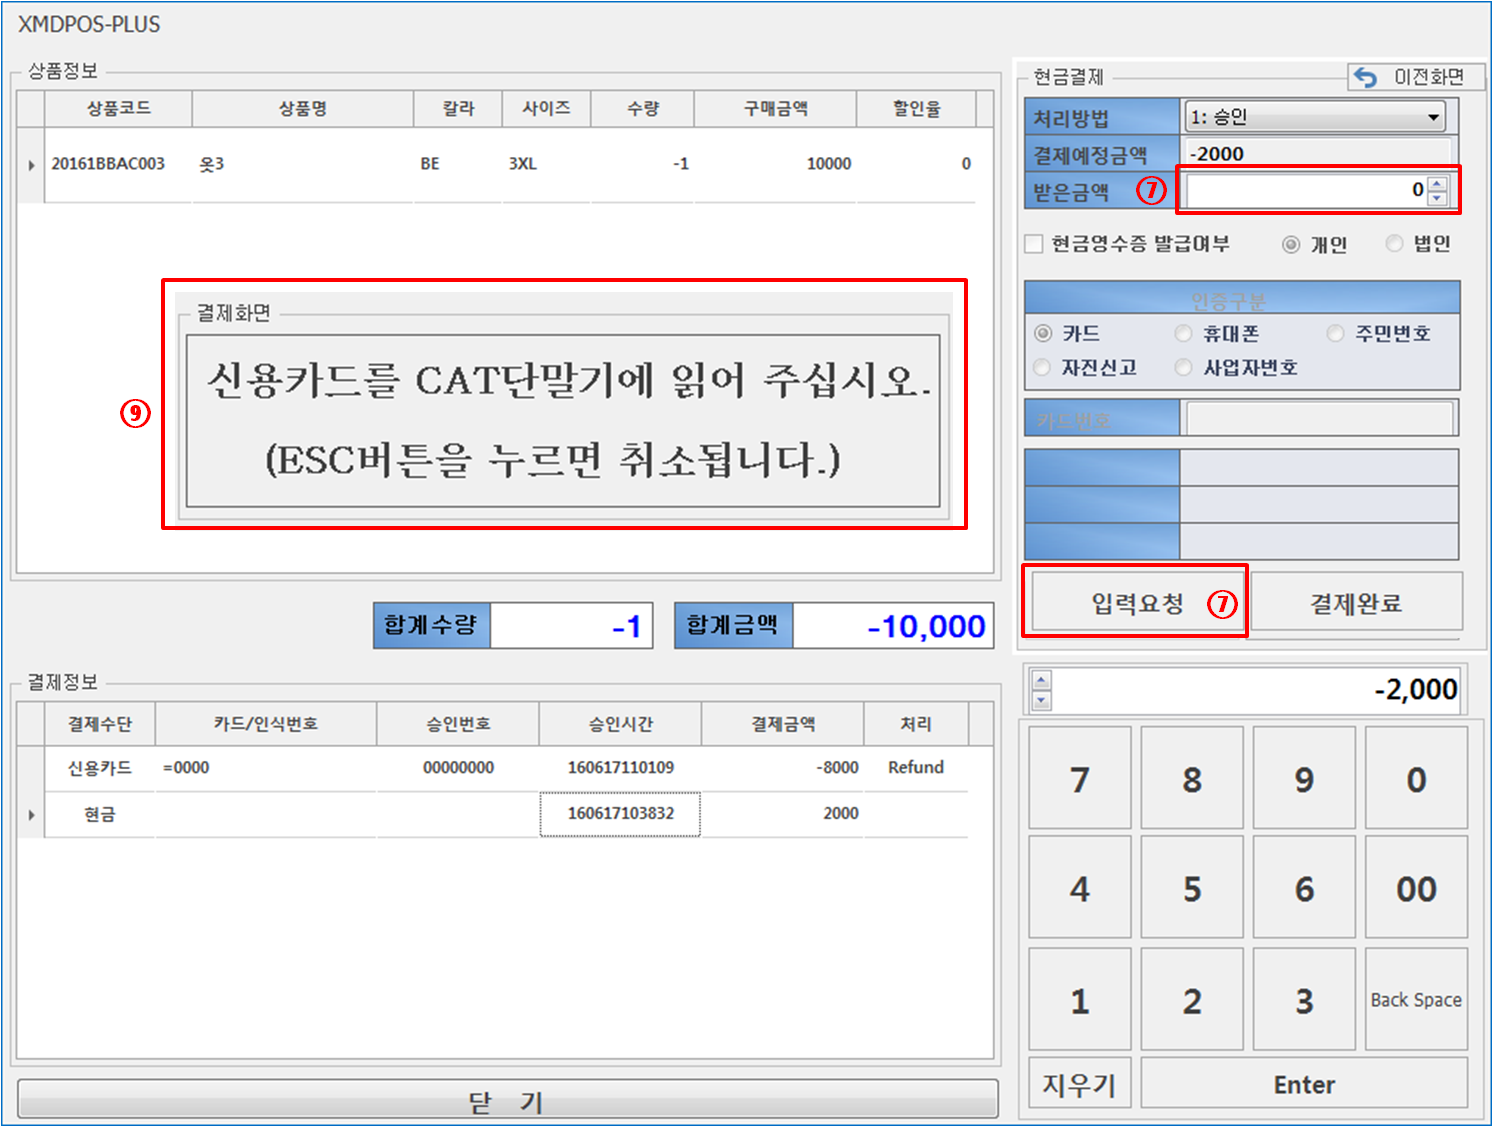 XMDPOS-PLUS
상품정보
상품코드 상품명 칼라 사이즈 수량 구매금액 할인율
20161BBAC003 옷3 BE 3XL -1 10000 0
결제화면
⑨ 신용카드를 CAT단말기에 읽어 주십시오.
(ESC버튼을 누르면 취소됩니다.)
합계수량 -1 합계금액 -10,000
결제정보
결제수단 카드/인식번호 승인번호 승인시간 결제금액 처리
신용카드 =0000 00000000 160617110109 -8000 Refund
현금 160617103832 2000
닫 기
현금결제 이전화면
처리방법 1: 승인
결제예정금액 -2000
받은금액 ⑦ 0
현금영수증 발급여부 개인 법인
인증구분
카드 휴대폰 주민번호
자진신고 사업자번호
카드번호
입력요청 ⑦ 결제완료
-2,000
7 8 9 0
4 5 6 00
1 2 3 Back Space
지우기 Enter